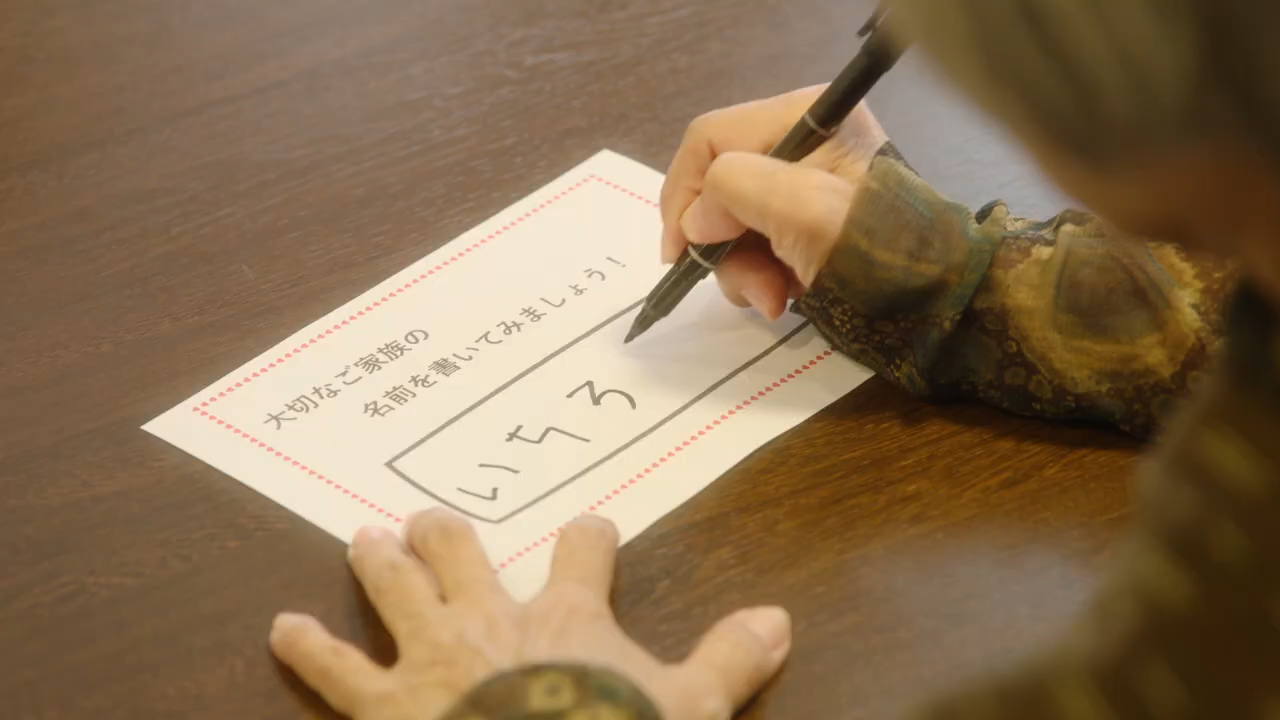 大切なご家族の
名前を書いてみましょう！
いちろ